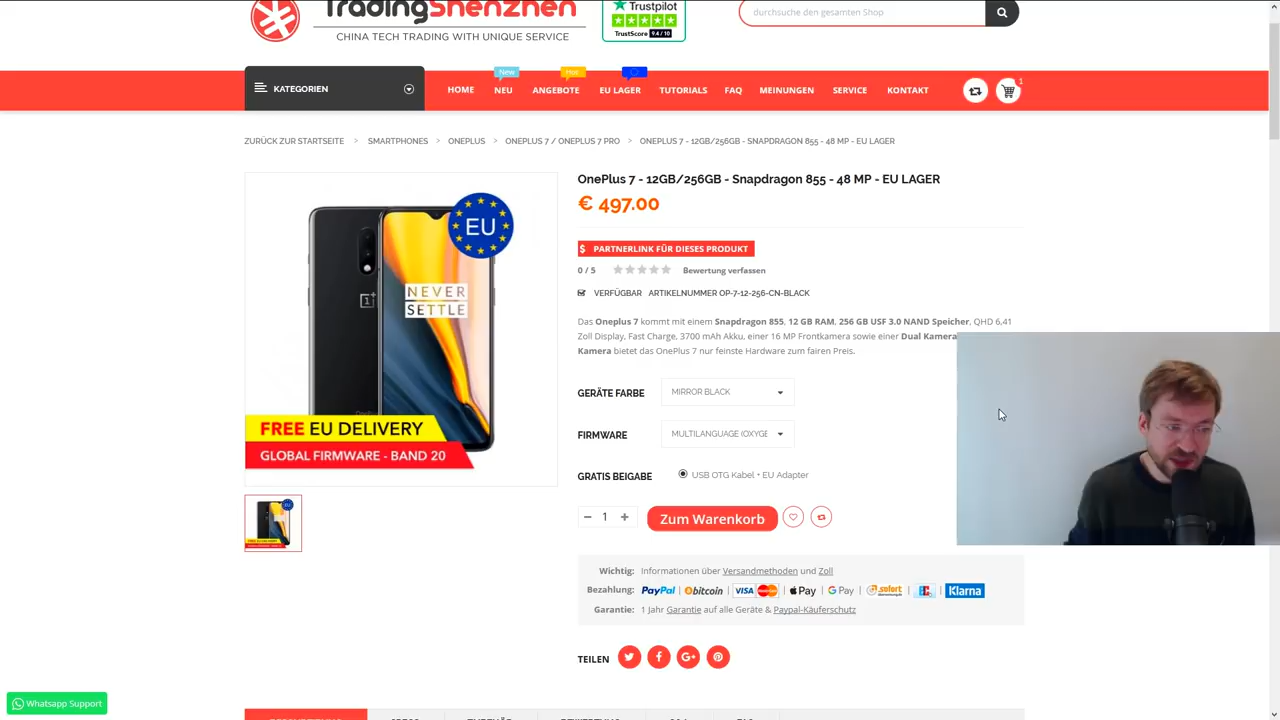 TradingShenzhen
CHINA TECH TRADING WITH UNIQUE SERVICE
Trustpilot
TrustScore 9.4 / 10
durchsuche den gesamten Shop
KATEGORIEN
HOME
New
NEU
Hot
ANGEBOTE
EU LAGER
TUTORIALS
FAQ
MEINUNGEN
SERVICE
KONTAKT
1
ZURÜCK ZUR STARTSEITE > SMARTPHONES > ONEPLUS > ONEPLUS 7 / ONEPLUS 7 PRO > ONEPLUS 7 - 12GB/256GB - SNAPDRAGON 855 - 48 MP - EU LAGER
EU
NEVER
SETTLE
FREE EU DELIVERY
GLOBAL FIRMWARE - BAND 20
OnePlus 7 - 12GB/256GB - Snapdragon 855 - 48 MP - EU LAGER
€ 497.00
$ PARTNERLINK FÜR DIESES PRODUKT
0 / 5 Bewertung verfassen
VERFÜGBAR ARTIKELNUMMER OP-7-12-256-CN-BLACK
Das Oneplus 7 kommt mit einem Snapdragon 855, 12 GB RAM, 256 GB USF 3.0 NAND Speicher, QHD 6,41
Zoll Display, Fast Charge, 3700 mAh Akku, einer 16 MP Frontkamera sowie einer Dual Kamera
Kamera bietet das OnePlus 7 nur feinste Hardware zum fairen Preis.
GERÄTE FARBE MIRROR BLACK
FIRMWARE MULTILANGUAGE (OXYGE
GRATIS BEIGABE USB OTG Kabel + EU Adapter
− 1 + Zum Warenkorb
Wichtig: Informationen über Versandmethoden und Zoll
Bezahlung: PayPal | bitcoin | VISA MasterCard | Pay | G Pay | sofort | | Klarna
Garantie: 1 Jahr Garantie auf alle Geräte & Paypal-Käuferschutz
TEILEN
Whatsapp Support